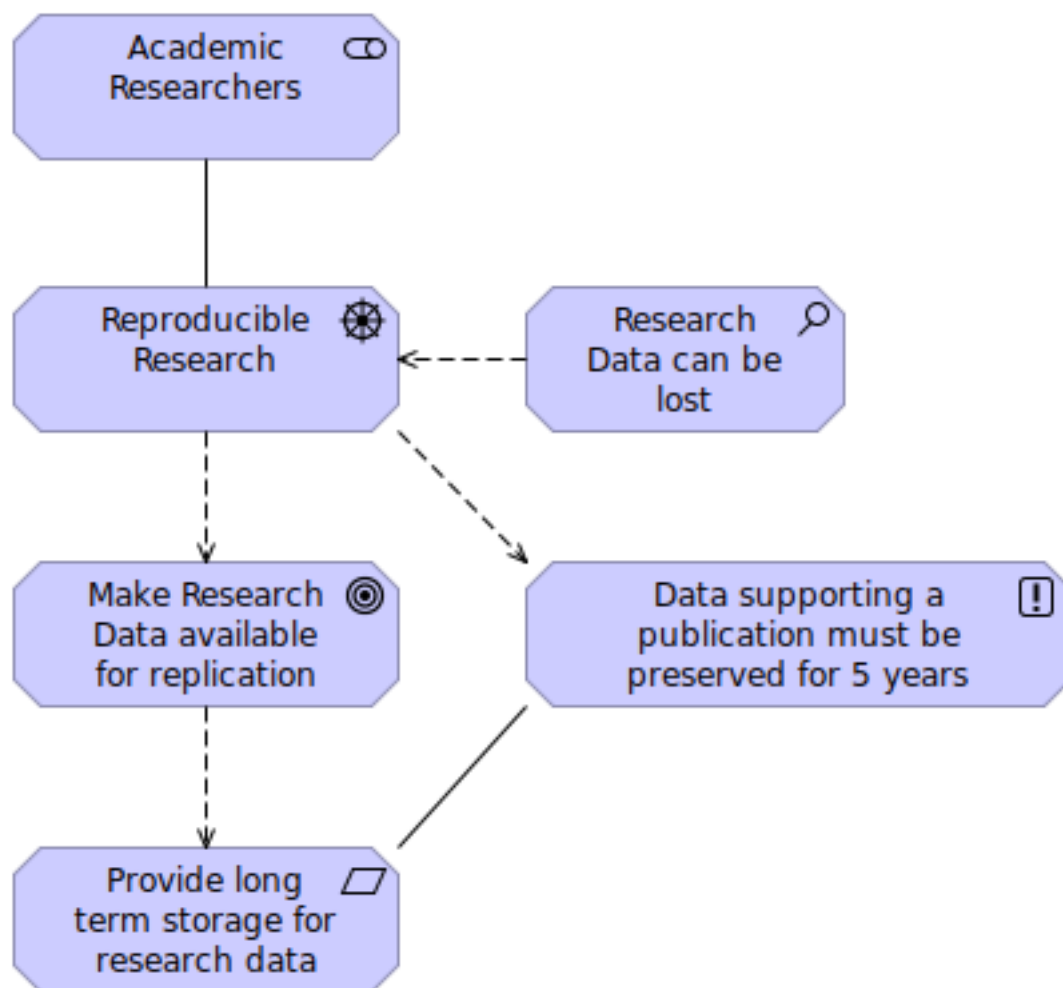 Academic
Researchers
Reproducible
Research
Research
Data can be
lost
Make Research
Data available
for replication
Data supporting a
publication must be
preserved for 5 years
Provide long
term storage for
research data